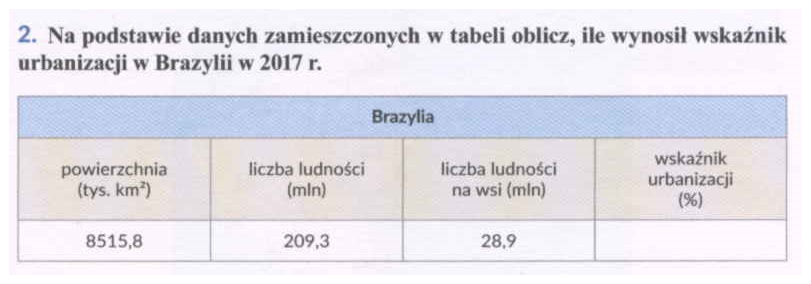 2. Na podstawie danych zamieszczonych w tabeli oblicz, ile wynosił wskaźnik
urbanizacji w Brazylii w 2017 r.
Brazylia
powierzchnia
(tys. km²)
liczba ludności
(mln)
liczba ludności
na wsi (mln)
wskaźnik
urbanizacji
(%)
8515,8
209,3
28,9